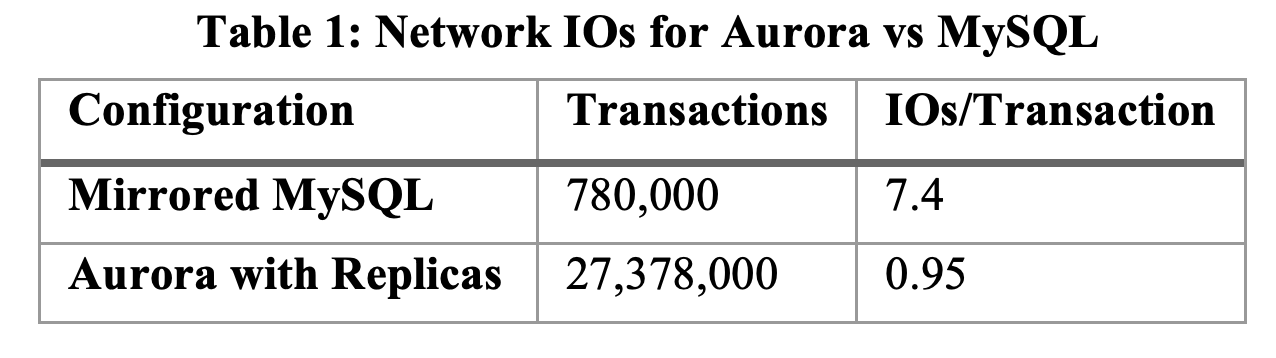 Table 1: Network IOs for Aurora vs MySQL
Configuration Transactions IOs/Transaction
Mirrored MySQL 780,000 7.4
Aurora with Replicas 27,378,000 0.95